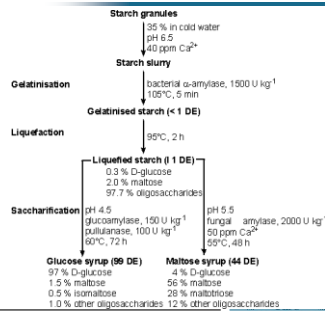 Starch granules
35 % in cold water
pH 6.5
40 ppm Ca2+
Starch slurry
Gelatinisation
bacterial α-amylase, 1500 U kg-1
105°C, 5 min
Gelatinised starch (< 1 DE)
Liquefaction
95°C, 2 h
Liquefied starch (l 1 DE)
0.3 % D-glucose
2.0 % maltose
97.7 % oligosaccharides
Saccharification
pH 4.5
glucoamylase, 150 U kg-1
pullulanase, 100 U kg-1
60°C, 72 h
pH 5.5
fungal amylase, 2000 U kg-1
50 ppm Ca2+
55°C, 48 h
Glucose syrup (99 DE)
97 % D-glucose
1.5 % maltose
0.5 % isomaltose
1.0 % other oligosaccharides
Maltose syrup (44 DE)
4 % D-glucose
56 % maltose
28 % maltotriose
12 % other oligosaccharides